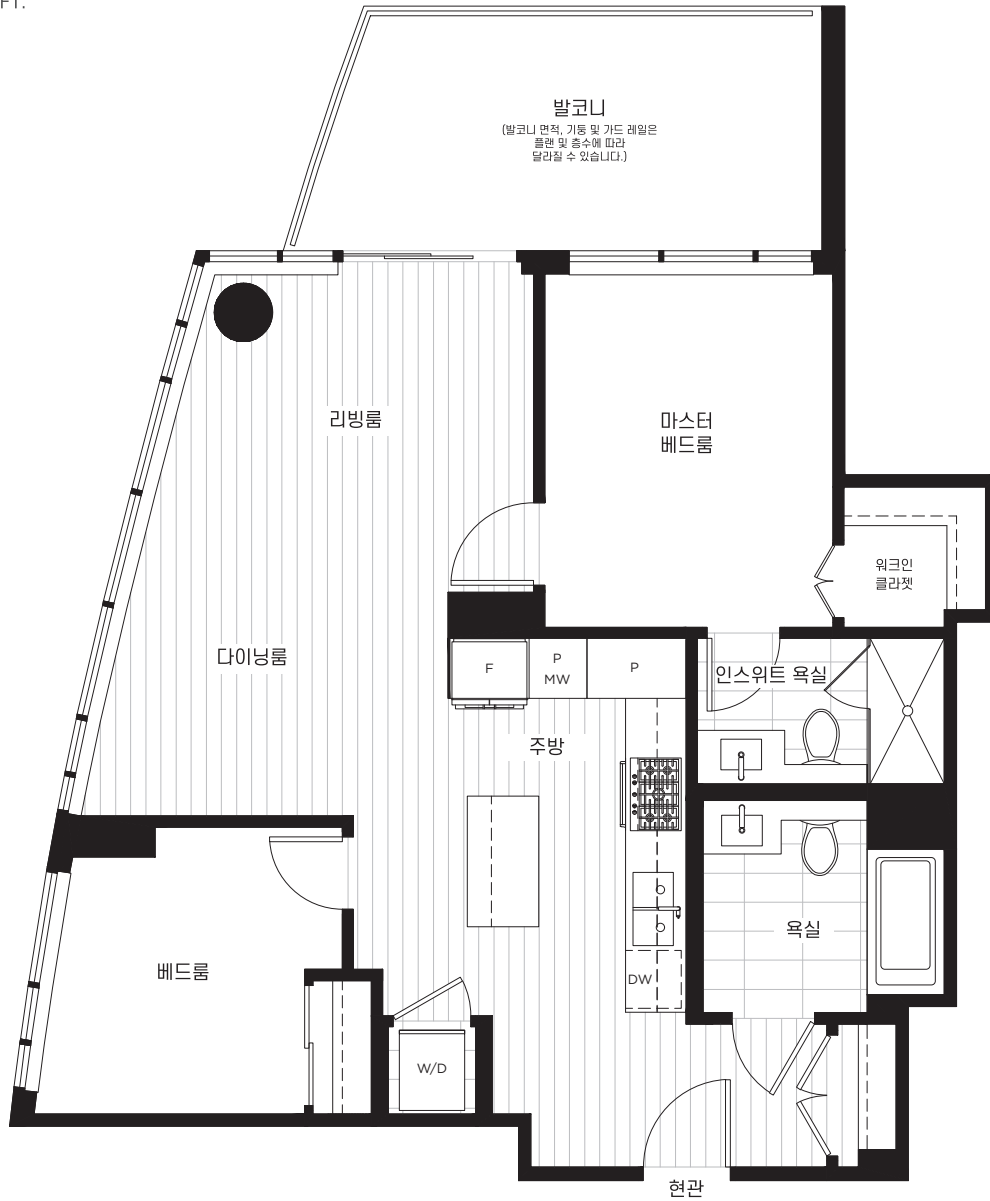 FT.
발코니
(발코니 면적, 기둥 및 가드 레일은
플랜 및 층수에 따라
달라질 수 있습니다.)
리빙룸
마스터
베드룸
워크인
클라젯
다이닝룸
F
P
MW
P
인스위트 욕실
주방
욕실
베드룸
DW
W/D
현관